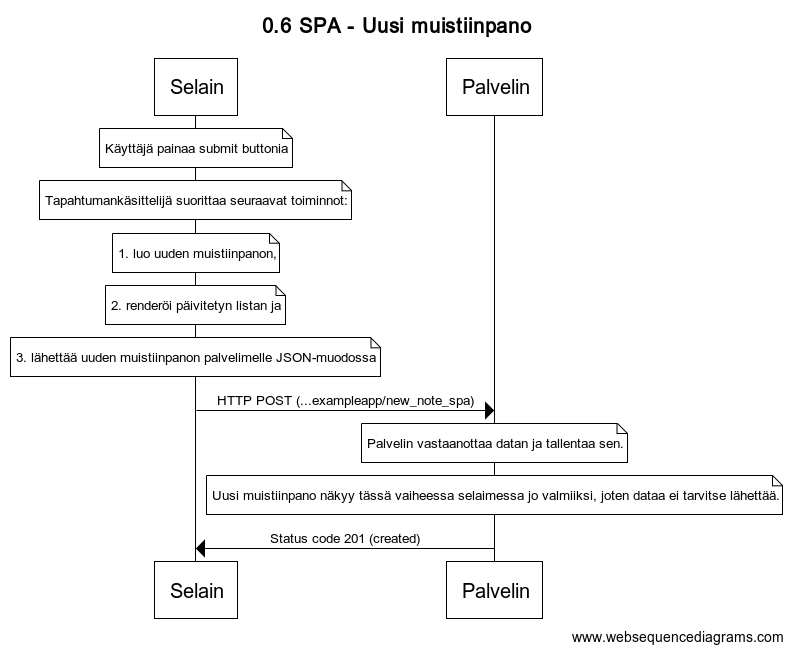 0.6 SPA - Uusi muistiinpano
Selain
Palvelin
Käyttäjä painaa submit buttonia
Tapahtumankäsittelijä suorittaa seuraavat toiminnot:
1. luo uuden muistiinpanon,
2. renderöi päivitetyn listan ja
3. lähettää uuden muistiinpanon palvelimelle JSON-muodossa
HTTP POST (...exampleapp/new_note_spa)
Palvelin vastaanottaa datan ja tallentaa sen.
Uusi muistiinpano näkyy tässä vaiheessa selaimessa jo valmiiksi, joten dataa ei tarvitse lähettää.
Status code 201 (created)
Selain
Palvelin
www.websequencediagrams.com